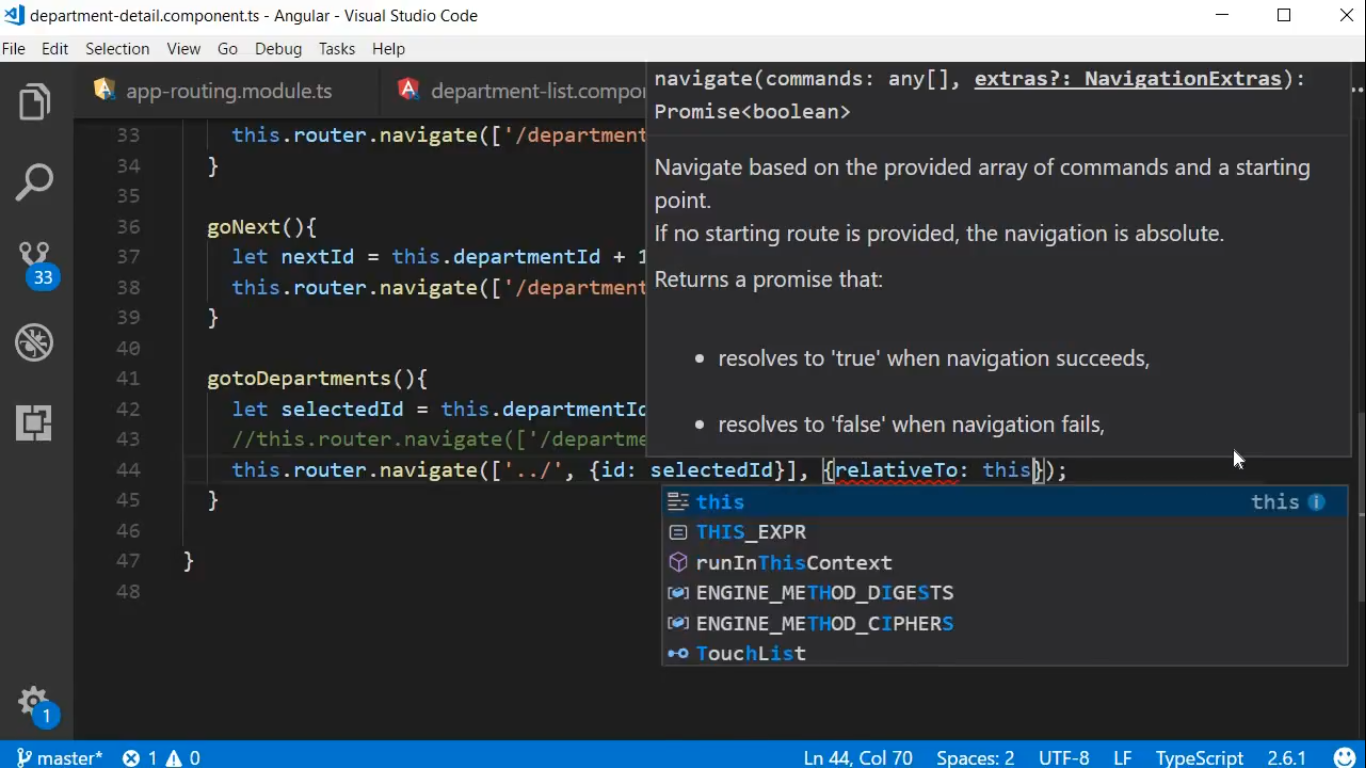 department-detail.component.ts - Angular - Visual Studio Code
File Edit Selection View Go Debug Tasks Help
app-routing.module.ts department-list.compo
navigate(commands: any[], extras?: NavigationExtras):
Promise<boolean>
Navigate based on the provided array of commands and a starting
point.
If no starting route is provided, the navigation is absolute.
Returns a promise that:
• resolves to 'true' when navigation succeeds,
• resolves to 'false' when navigation fails,
33 this.router.navigate(['/department
34 }
35
36 goNext(){
37 let nextId = this.departmentId + 1
38 this.router.navigate(['/department
39 }
40
41 gotoDepartments(){
42 let selectedId = this.departmentId
43 //this.router.navigate(['/departme
44 this.router.navigate(['../', {id: selectedId}], {relativeTo: this});
45 }
46
47 }
48
this this
THIS_EXPR
runInThisContext
ENGINE_METHOD_DIGESTS
ENGINE_METHOD_CIPHERS
TouchList
33
1
master* 1 0 Ln 44, Col 70 Spaces: 2 UTF-8 LF TypeScript 2.6.1